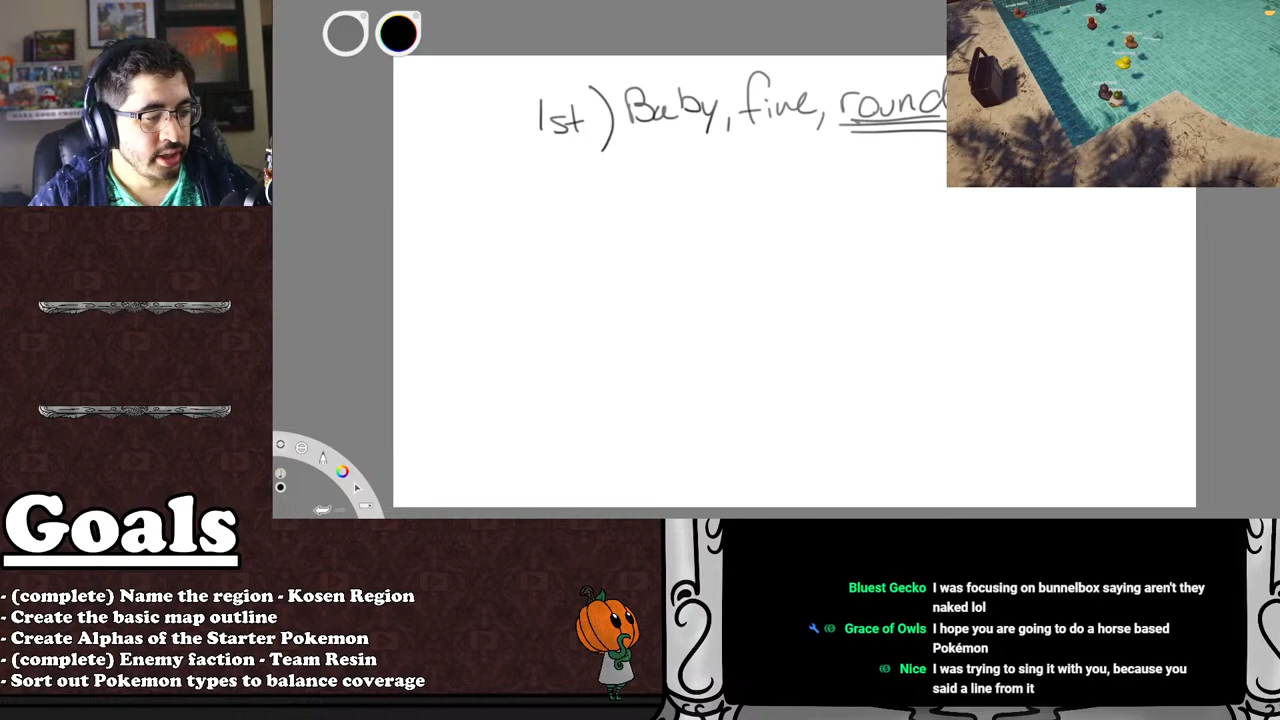 1st) Baby, five, round
Goals
- (complete) Name the region - Kosen Region
- Create the basic map outline
- Create Alphas of the Starter Pokemon
- (complete) Enemy faction - Team Resin
- Sort out Pokemon types to balance coverage
Bluest Gecko I was focusing on bunnelbox saying aren't they
naked lol
Grace of Owls I hope you are going to do a horse based
Pokémon
Nice I was trying to sing it with you, because you
said a line from it